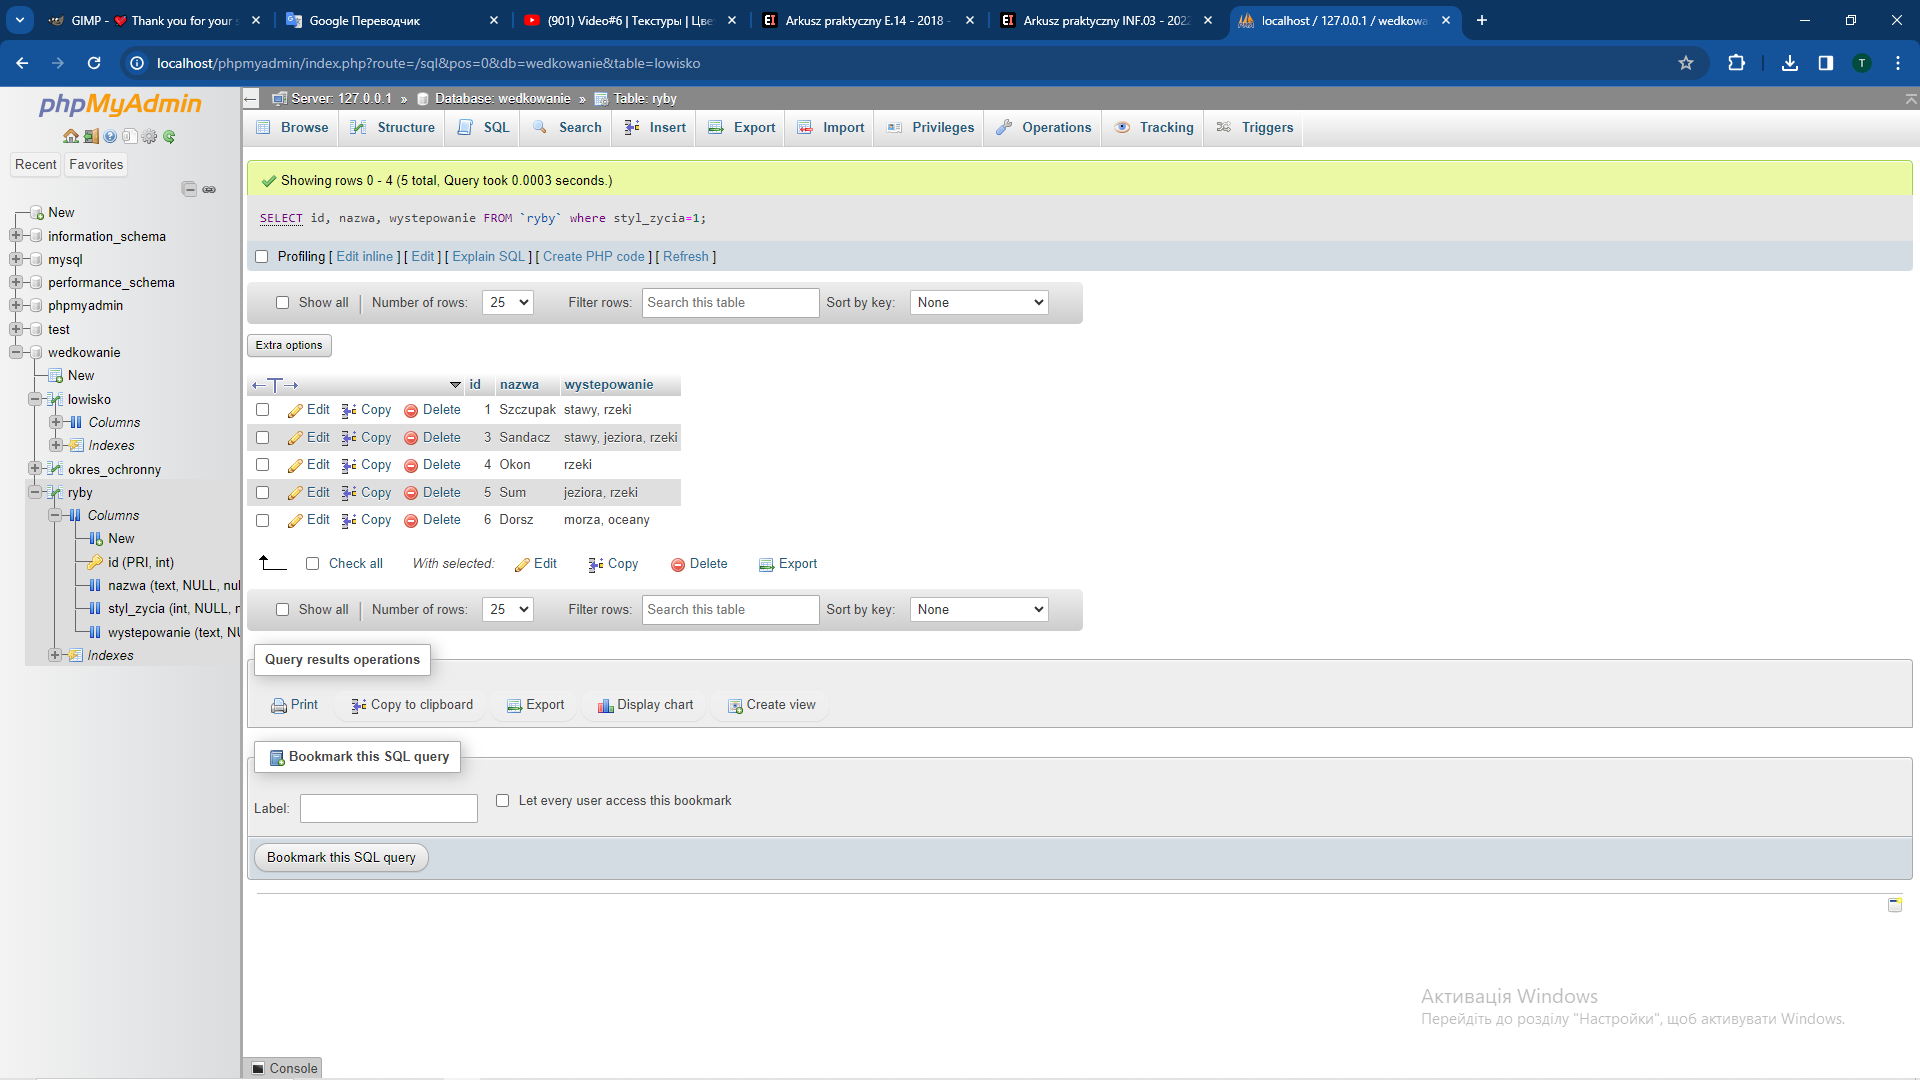 GIMP - ❤️ Thank you for your s
Google Переводчик
(901) Video#6 | Текстуры | Цве
Arkusz praktyczny E.14 - 2018 -
Arkusz praktyczny INF.03 - 2022
localhost / 127.0.0.1 / wedkowa
localhost/phpmyadmin/index.php?route=/sql&pos=0&db=wedkowanie&table=lowisko
T
phpMyAdmin
Recent
Favorites
New
information_schema
mysql
performance_schema
phpmyadmin
test
wedkowanie
New
lowisko
Columns
Indexes
okres_ochronny
ryby
Columns
New
id (PRI, int)
nazwa (text, NULL, nul
styl_zycia (int, NULL, n
wystepowanie (text, NU
Indexes
Server: 127.0.0.1 » Database: wedkowanie » Table: ryby
Browse Structure SQL Search Insert Export Import Privileges Operations Tracking Triggers
Showing rows 0 - 4 (5 total, Query took 0.0003 seconds.)
SELECT id, nazwa, wystepowanie FROM `ryby` where styl_zycia=1;
Profiling [ Edit inline ] [ Edit ] [ Explain SQL ] [ Create PHP code ] [ Refresh ]
Show all | Number of rows: 25 Filter rows: Search this table Sort by key: None
Extra options
←T→ id nazwa wystepowanie
Edit Copy Delete 1 Szczupak stawy, rzeki
Edit Copy Delete 3 Sandacz stawy, jeziora, rzeki
Edit Copy Delete 4 Okon rzeki
Edit Copy Delete 5 Sum jeziora, rzeki
Edit Copy Delete 6 Dorsz morza, oceany
Check all With selected: Edit Copy Delete Export
Show all | Number of rows: 25 Filter rows: Search this table Sort by key: None
Query results operations
Print Copy to clipboard Export Display chart Create view
Bookmark this SQL query
Label: Let every user access this bookmark
Bookmark this SQL query
Активація Windows
Перейдіть до розділу "Настройки", щоб активувати Windows.
Console